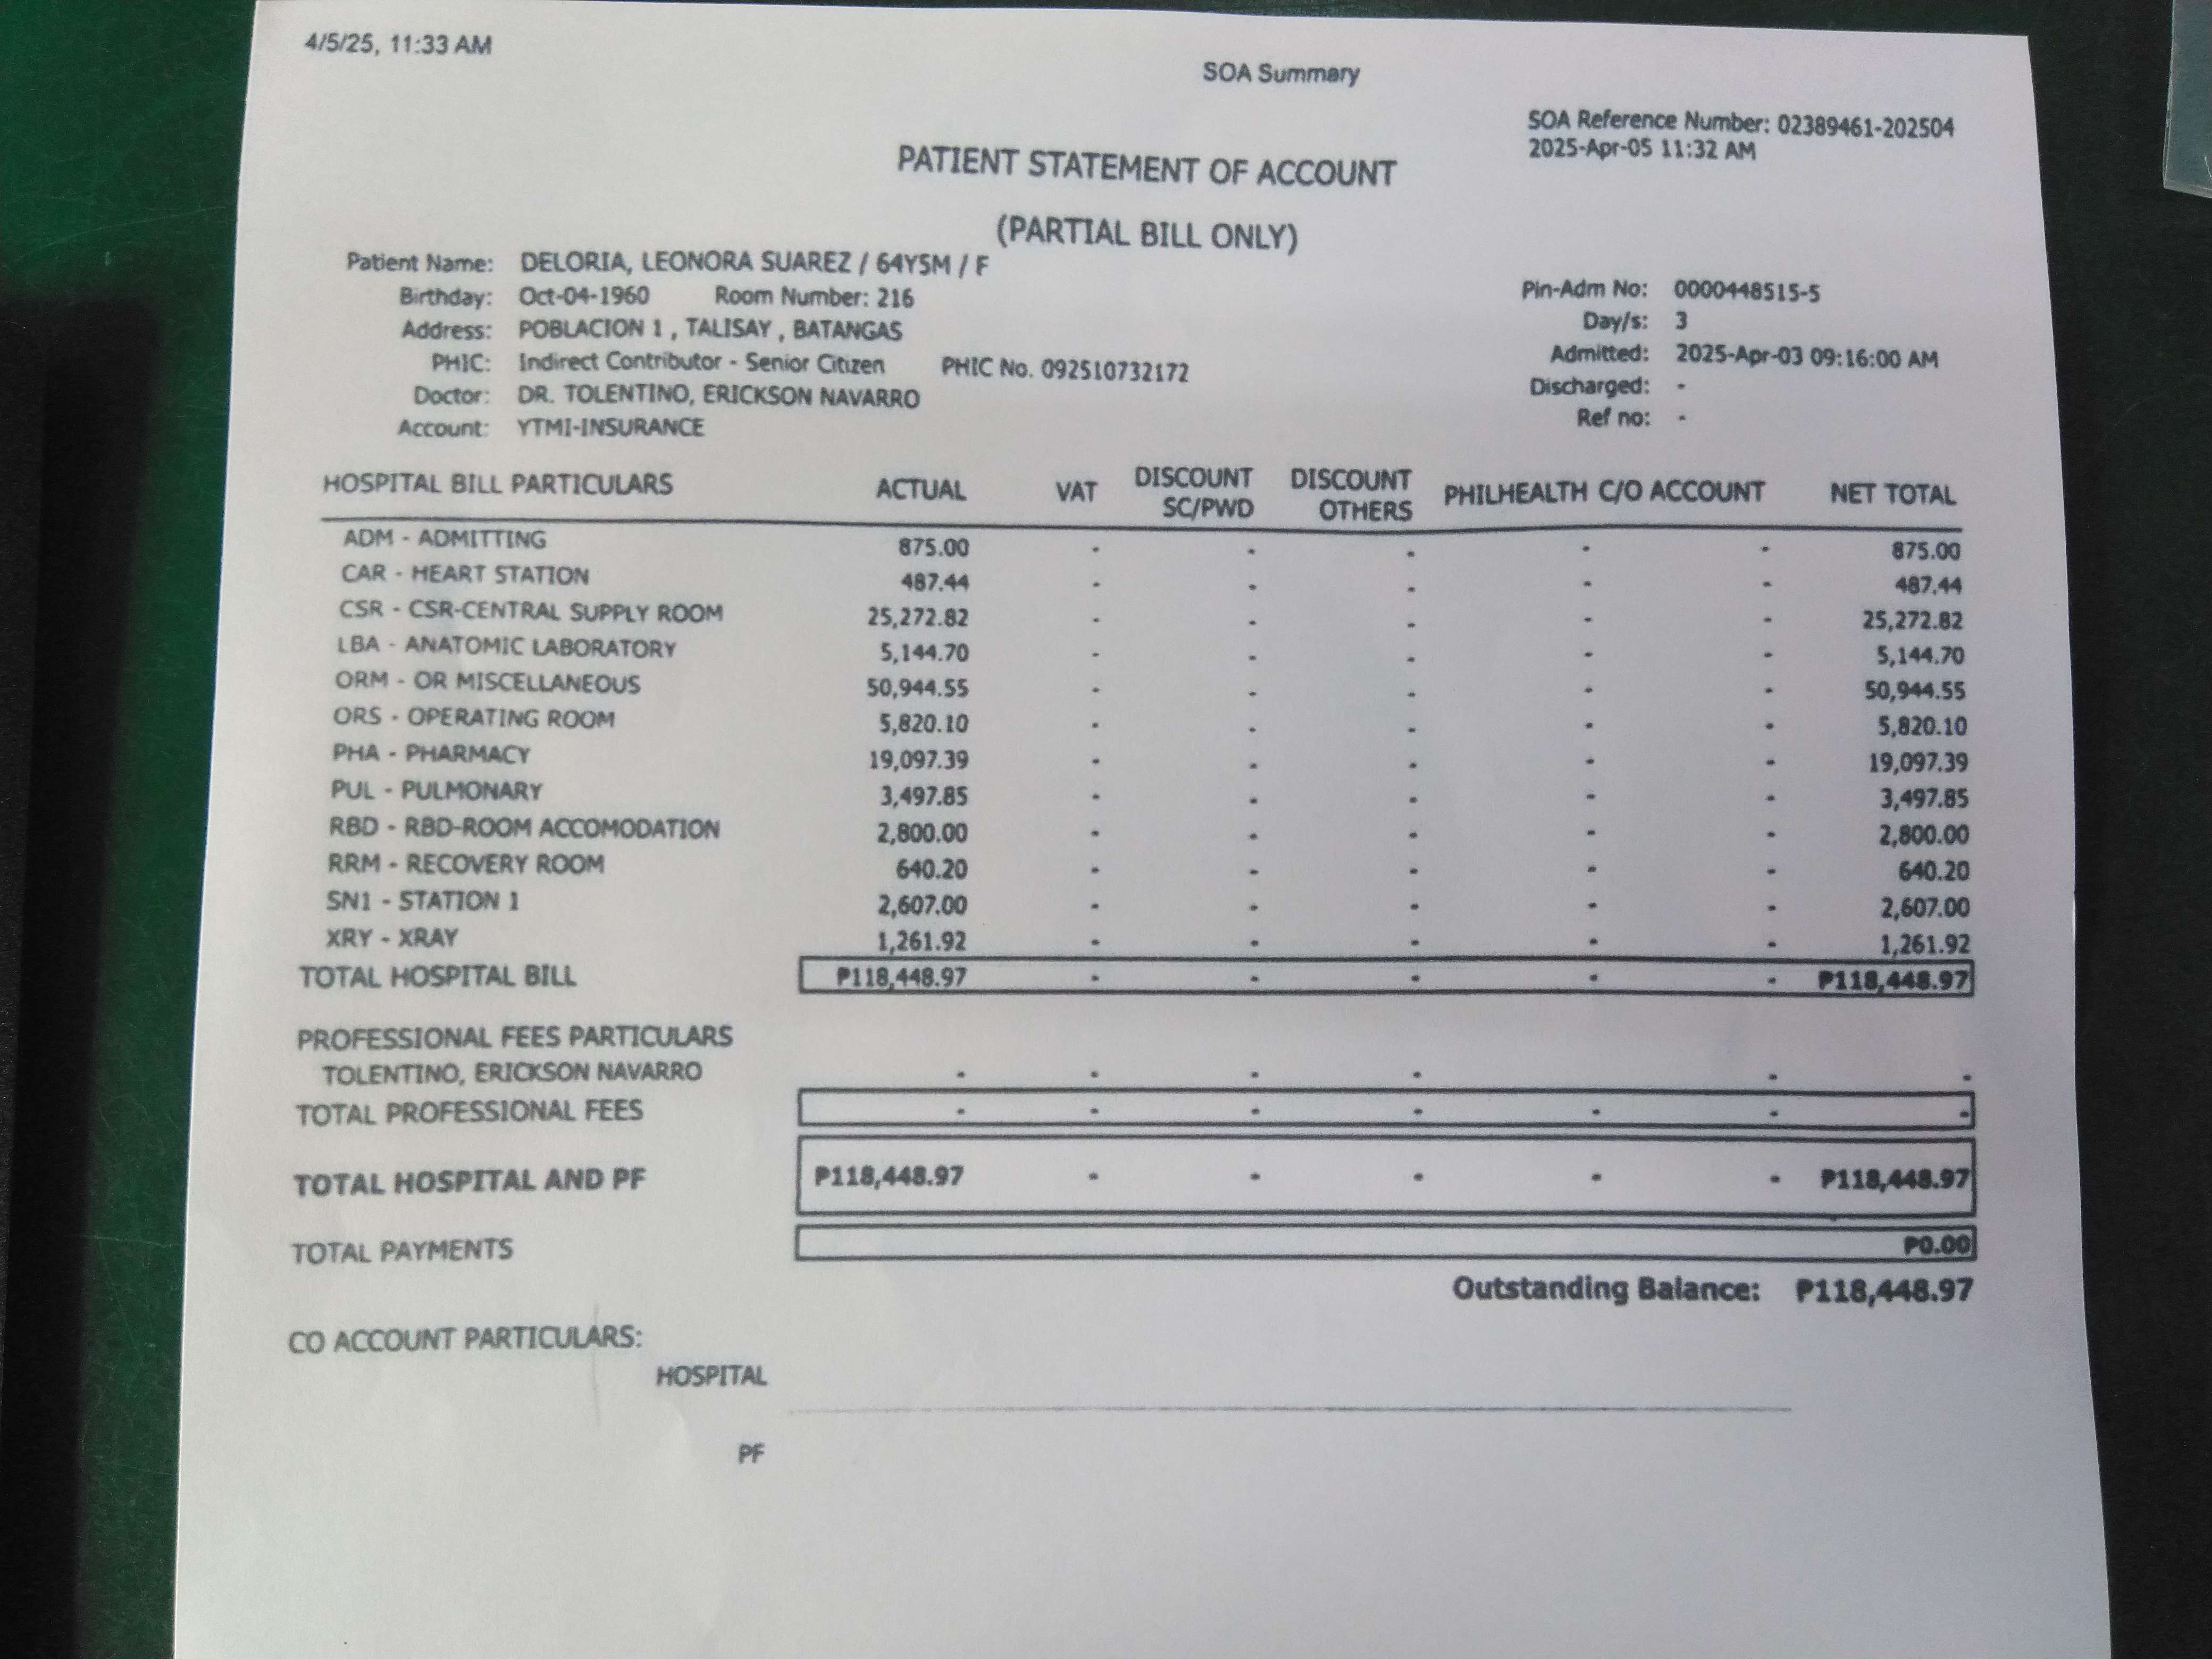 4/5/25, 11:33 AM
SOA Summary
SOA Reference Number: 02389461-202504
2025-Apr-05 11:32 AM
PATIENT STATEMENT OF ACCOUNT
(PARTIAL BILL ONLY)
Patient Name: DELORIA, LEONORA SUAREZ / 64Y5M / F
Birthday: Oct-04-1960 Room Number: 216 Pin-Adm No: 0000448515-5
Address: POBLACION 1 , TALISAY , BATANGAS Day/s: 3
PHIC: Indirect Contributor - Senior Citizen PHIC No. 092510732172 Admitted: 2025-Apr-03 09:16:00 AM
Doctor: DR. TOLENTINO, ERICKSON NAVARRO Discharged: -
Account: YTMI-INSURANCE Ref no: -
HOSPITAL BILL PARTICULARS ACTUAL VAT DISCOUNT SC/PWD DISCOUNT OTHERS PHILHEALTH C/O ACCOUNT NET TOTAL
ADM - ADMITTING 875.00 - - - - - 875.00
CAR - HEART STATION 487.44 - - - - - 487.44
CSR - CSR-CENTRAL SUPPLY ROOM 25,272.82 - - - - - 25,272.82
LBA - ANATOMIC LABORATORY 5,144.70 - - - - - 5,144.70
ORM - OR MISCELLANEOUS 50,944.55 - - - - - 50,944.55
ORS - OPERATING ROOM 5,820.10 - - - - - 5,820.10
PHA - PHARMACY 19,097.39 - - - - - 19,097.39
PUL - PULMONARY 3,497.85 - - - - - 3,497.85
RBD - RBD-ROOM ACCOMODATION 2,800.00 - - - - - 2,800.00
RRM - RECOVERY ROOM 640.20 - - - - - 640.20
SN1 - STATION 1 2,607.00 - - - - - 2,607.00
XRY - XRAY 1,261.92 - - - - - 1,261.92
TOTAL HOSPITAL BILL ₱118,448.97 - - - - - ₱118,448.97
PROFESSIONAL FEES PARTICULARS
TOLENTINO, ERICKSON NAVARRO - - - - - -
TOTAL PROFESSIONAL FEES - - - - - - -
TOTAL HOSPITAL AND PF ₱118,448.97 - - - - - ₱118,448.97
TOTAL PAYMENTS ₱0.00
Outstanding Balance: ₱118,448.97
CO ACCOUNT PARTICULARS:
HOSPITAL
PF